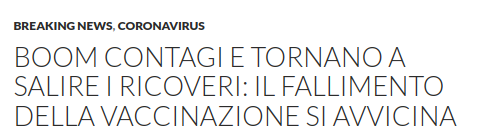 BREAKING NEWS, CORONAVIRUS
BOOM CONTAGI E TORNANO A
SALIRE I RICOVERI: IL FALLIMENTO
DELLA VACCINAZIONE SI AVVICINA